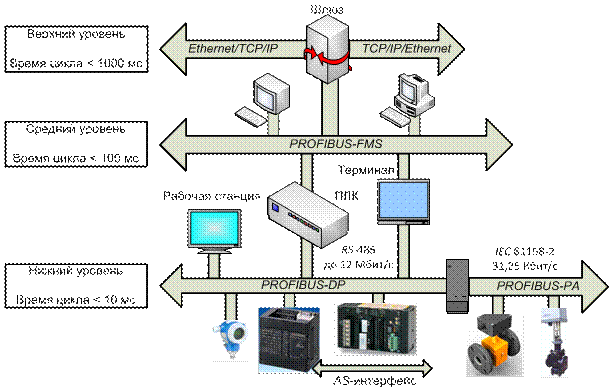 Шлюз
Верхний уровень
Время цикла < 1000 мс
Ethernet/TCP/IP
TCP/IP/Ethernet
Средний уровень
Время цикла < 100 мс
PROFIBUS-FMS
Терминал
Рабочая станция
ПЛК
RS-485
до 12 Мбит/с
IEC 61158-2
31,25 Кбит/с
Нижний уровень
Время цикла < 10 мс
PROFIBUS-DP
PROFIBUS-PA
AS-интерфейс